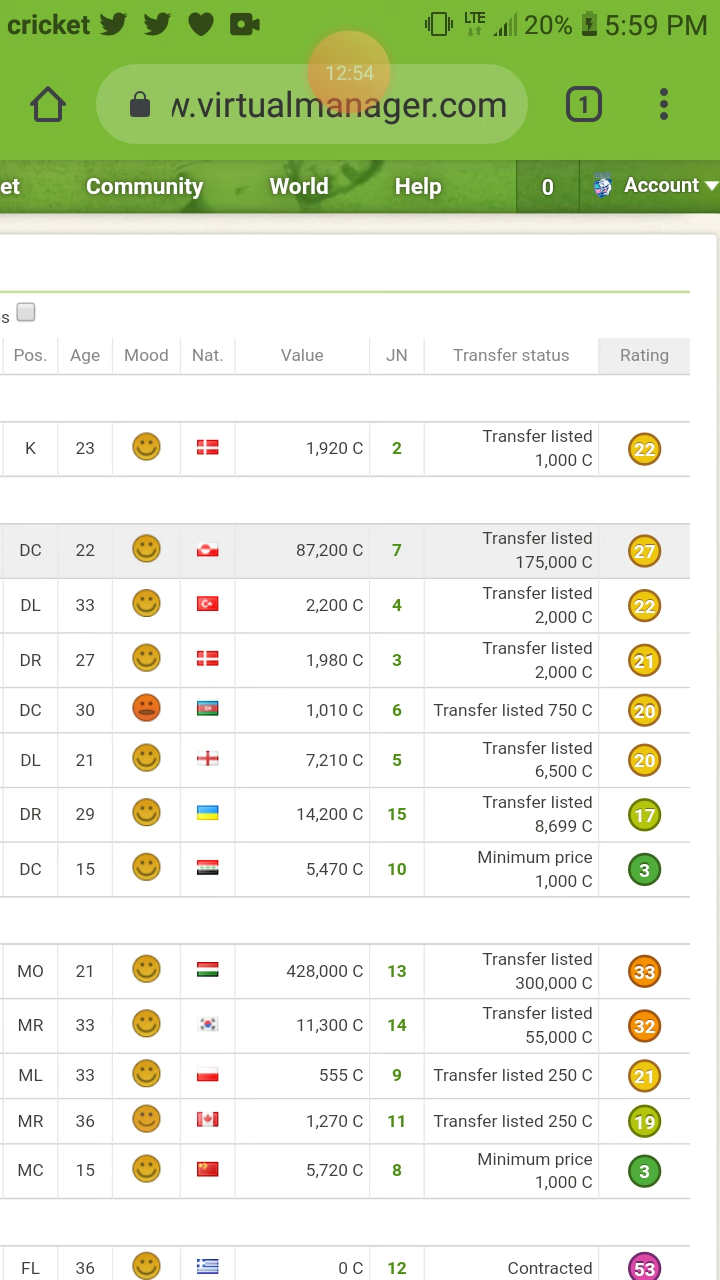 cricket LTE 20% 5:59 PM
12:54
w.virtualmanager.com 1
et Community World Help 0 Account
s
Pos. Age Mood Nat. Value JN Transfer status Rating
K 23 1,920 C 2 Transfer listed 1,000 C 22
DC 22 87,200 C 7 Transfer listed 175,000 C 27
DL 33 2,200 C 4 Transfer listed 2,000 C 22
DR 27 1,980 C 3 Transfer listed 2,000 C 21
DC 30 1,010 C 6 Transfer listed 750 C 20
DL 21 7,210 C 5 Transfer listed 6,500 C 20
DR 29 14,200 C 15 Transfer listed 8,699 C 17
DC 15 5,470 C 10 Minimum price 1,000 C 3
MO 21 428,000 C 13 Transfer listed 300,000 C 33
MR 33 11,300 C 14 Transfer listed 55,000 C 32
ML 33 555 C 9 Transfer listed 250 C 21
MR 36 1,270 C 11 Transfer listed 250 C 19
MC 15 5,720 C 8 Minimum price 1,000 C 3
FL 36 0 C 12 Contracted 53